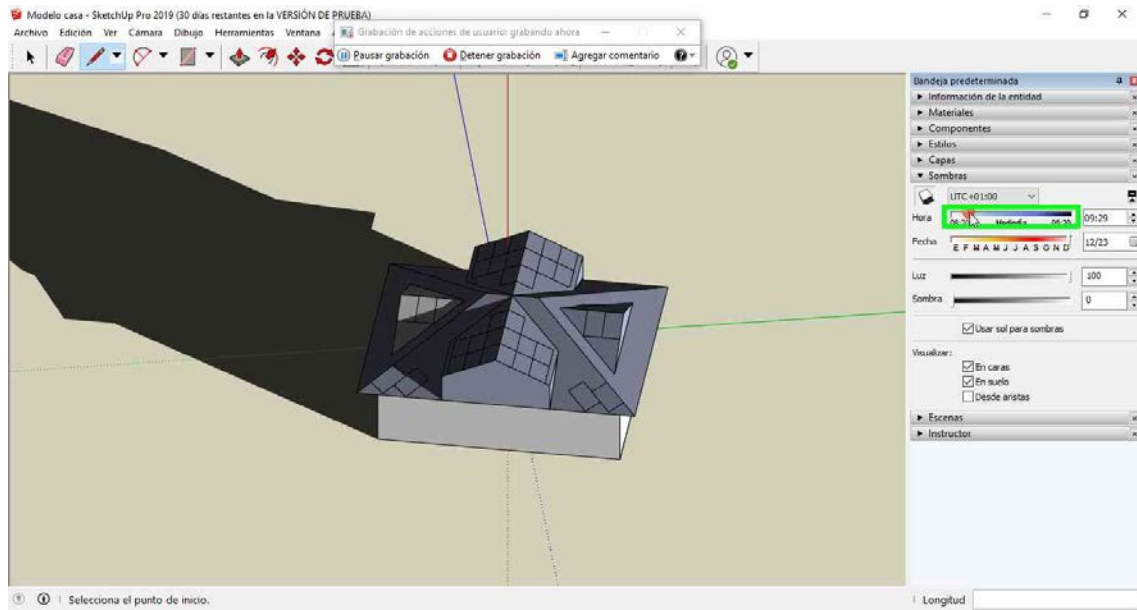 Modelo casa - SketchUp Pro 2019 (30 días restantes en la VERSIÓN DE PRUEBA)
Archivo Edición Ver Cámara Dibujo Herramientas Ventana
Grabación de acciones de usuario: grabando ahora
Pausar grabación Detener grabación Agregar comentario
Bandeja predeterminada
Información de la entidad
Materiales
Componentes
Estilos
Capas
Sombras
UTC+01:00
Hora Mediodía 09:29
Fecha E F M A M J J A S O N D 12/23
Luz 100
Sombra 0
Usar sol para sombras
Visualizar:
En caras
En suelo
Desde aristas
Escenas
Instructor
Selecciona el punto de inicio.
Longitud